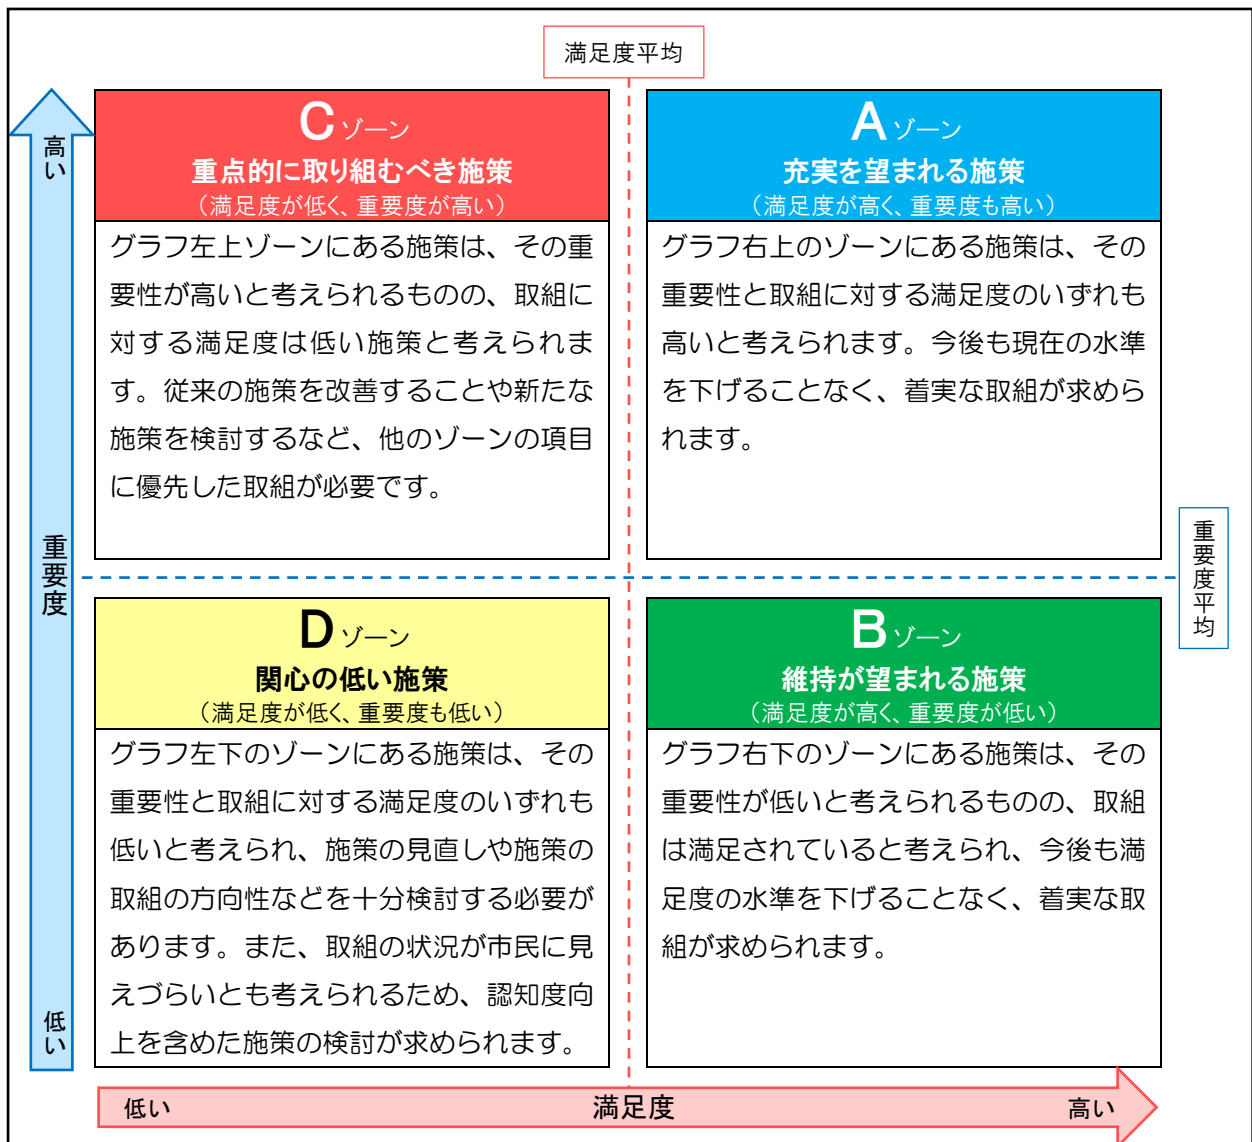 満足度平均
高い
重要度
低い
Cゾーン
重点的に取り組むべき施策
（満足度が低く、重要度が高い）
グラフ左上ゾーンにある施策は、その重
要性が高いと考えられるものの、取組に
対する満足度は低い施策と考えられま
す。従来の施策を改善することや新たな
施策を検討するなど、他のゾーンの項目
に優先した取組が必要です。
Aゾーン
充実を望まれる施策
（満足度が高く、重要度も高い）
グラフ右上のゾーンにある施策は、その
重要性と取組に対する満足度のいずれも
高いと考えられます。今後も現在の水準
を下げることなく、着実な取組が求めら
れます。
重要度平均
Dゾーン
関心の低い施策
（満足度が低く、重要度も低い）
グラフ左下のゾーンにある施策は、その
重要性と取組に対する満足度のいずれも
低いと考えられ、施策の見直しや施策の
取組の方向性などを十分検討する必要が
あります。また、取組の状況が市民に見
えづらいとも考えられるため、認知度向
上を含めた施策の検討が求められます。
Bゾーン
維持が望まれる施策
（満足度が高く、重要度が低い）
グラフ右下のゾーンにある施策は、その
重要性が低いと考えられるものの、取組
は満足されていると考えられ、今後も満
足度の水準を下げることなく、着実な取
組が求められます。
低い 満足度 高い